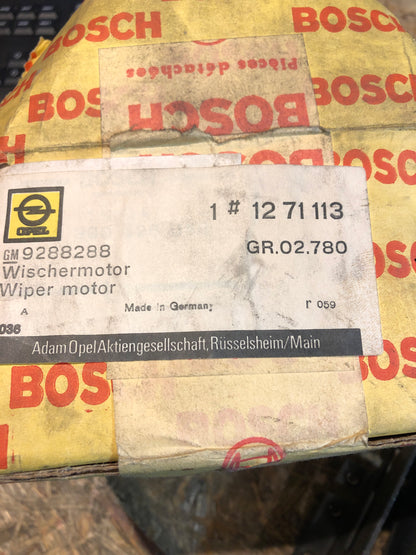 BOSCH
Pièces détachées
BOSCH
BOSCH
BOSCH
BOSCH
OPEL
1 # 12 71 113
GM 9288288
GR.02.780
Wischermotor
Wiper motor
A
Made in Germany
r 059
036
Adam Opel Aktiengesellschaft, Rüsselsheim/Main
BOSCH
BOSCH
BOSCH